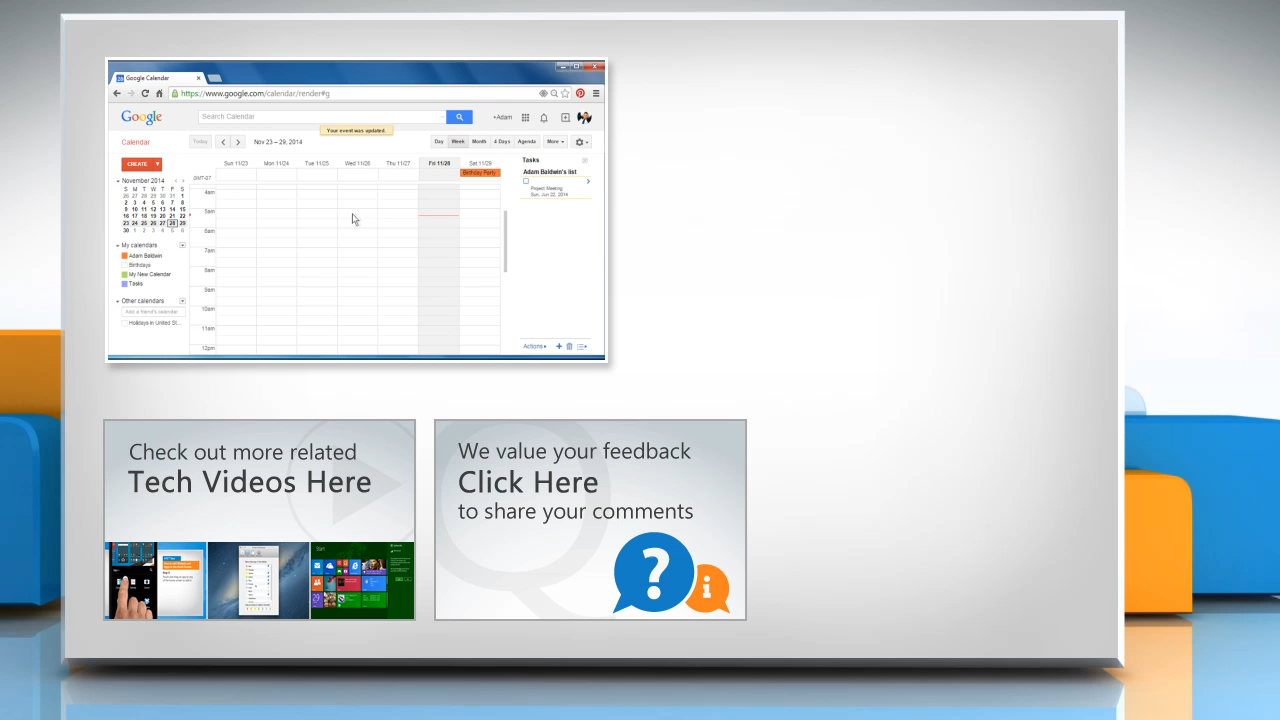 Google Calendar
https://www.google.com/calendar/render#g
Google
Search Calendar
+Adam
Your event was updated.
Calendar
Today
Nov 23 – 29, 2014
Day Week Month 4 Days Agenda More
CREATE
Sun 11/23 Mon 11/24 Tue 11/25 Wed 11/26 Thu 11/27 Fri 11/28 Sat 11/29
GMT-07
Birthday Party
November 2014
S M T W T F S
26 27 28 29 30 31 1
2 3 4 5 6 7 8
9 10 11 12 13 14 15
16 17 18 19 20 21 22
23 24 25 26 27 28 29
30 1 2 3 4 5 6
4am
5am
6am
7am
8am
9am
10am
11am
12pm
My calendars
Adam Baldwin
Birthdays
My New Calendar
Tasks
Other calendars
Add a friend's calendar
Holidays in United St...
Tasks
Adam Baldwin's list
Project Meeting
Sun, Jun 22, 2014
Actions
Check out more related
Tech Videos Here
Start
We value your feedback
Click Here
to share your comments
?
i